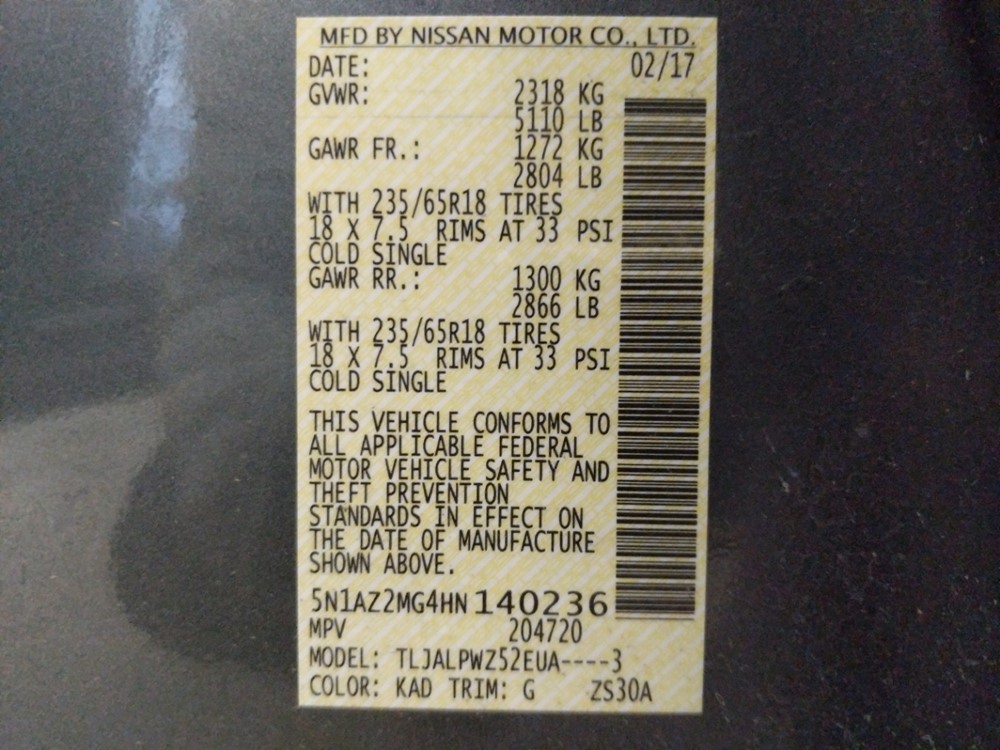 MFD BY NISSAN MOTOR CO., LTD.
DATE: 02/17
GVWR: 2318 KG
5110 LB
GAWR FR.: 1272 KG
2804 LB
WITH 235/65R18 TIRES
18 X 7.5 RIMS AT 33 PSI
COLD SINGLE
GAWR RR.: 1300 KG
2866 LB
WITH 235/65R18 TIRES
18 X 7.5 RIMS AT 33 PSI
COLD SINGLE
THIS VEHICLE CONFORMS TO
ALL APPLICABLE FEDERAL
MOTOR VEHICLE SAFETY AND
THEFT PREVENTION
STANDARDS IN EFFECT ON
THE DATE OF MANUFACTURE
SHOWN ABOVE.
5N1AZ2MG4HN140236
MPV 204720
MODEL: TLJALPWZ52EUA----3
COLOR: KAD TRIM: G ZS30A